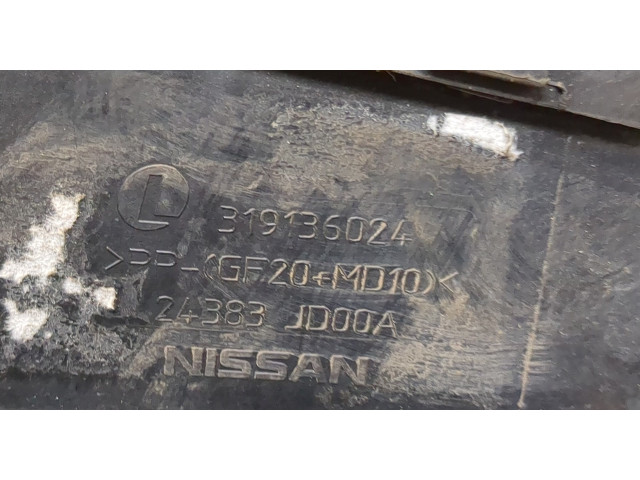 L 319136024
>PP-(GF20+MD10)<
24383 JD00A
NISSAN